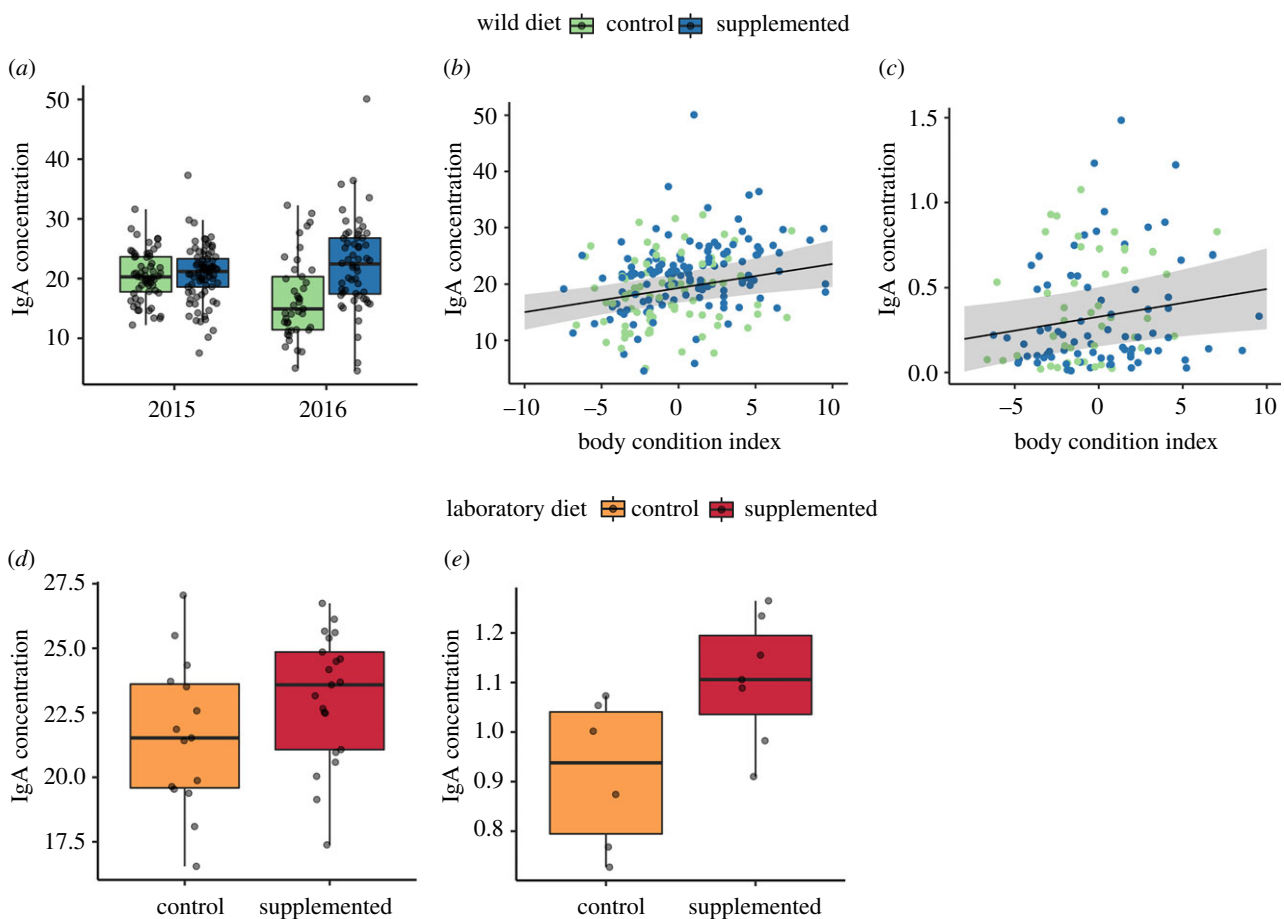 wild diet control supplemented
(a)
50
40
30
20
10
IgA concentration
2015 2016
(b)
50
40
30
20
10
IgA concentration
–10 –5 0 5 10
body condition index
(c)
1.5
1.0
0.5
0.0
IgA concentration
–5 0 5 10
body condition index
laboratory diet control supplemented
(d)
27.5
25.0
22.5
20.0
17.5
IgA concentration
control supplemented
(e)
1.2
1.1
1.0
0.9
0.8
IgA concentration
control supplemented